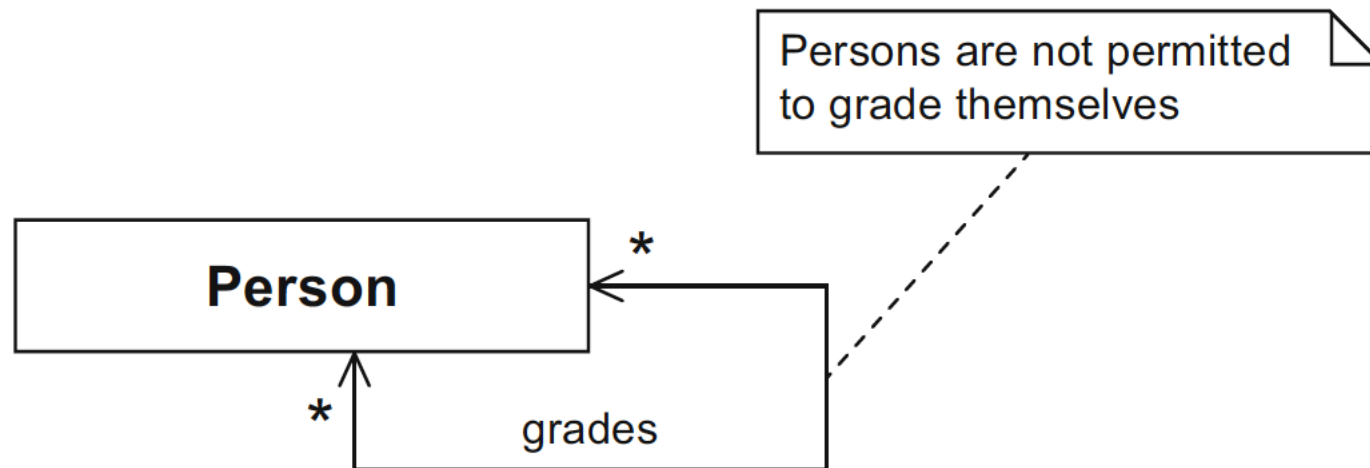 Persons are not permitted
to grade themselves
*
Person
*
grades